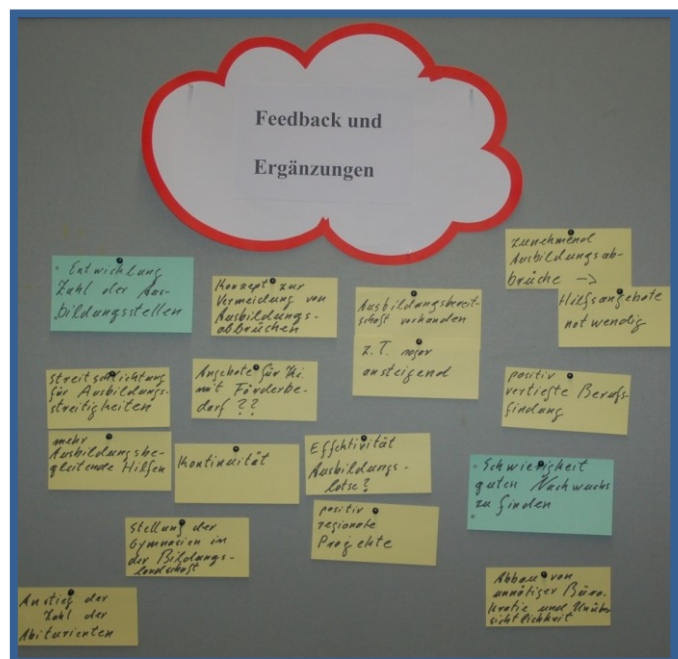 Feedback und
Ergänzungen
Zunehmend
Ausbildungsab-
brüche →
Hilfsangebote
notwendig
• Entwicklung
Zahl der Aus-
bildungsstellen
Konzept zur
Vermeidung von
Ausbildungs-
abbrüchen
Ausbildungsbereit-
schaft vorhanden
z.T. sogar
ansteigend
Streitschlichtung
für Ausbildungs-
streitigkeiten
Angebote für Ki.
mit Förderbe-
darf ??
positiv
vertiefte Berufs-
findung
mehr
Ausbildungsbe-
gleitende Hilfen
Kontinuität
Effektivität
Ausbildungs-
lotse?
• Schwierigkeit
guten Nachwuchs
zu finden
Stellung der
Gymnasien in
der Bildungs-
landschaft
positiv
regionale
Projekte
Anstieg der
Zahl der
Abiturienten
Abbau von
unnötiger Büro-
kratie und Unüber-
sichtlichkeit